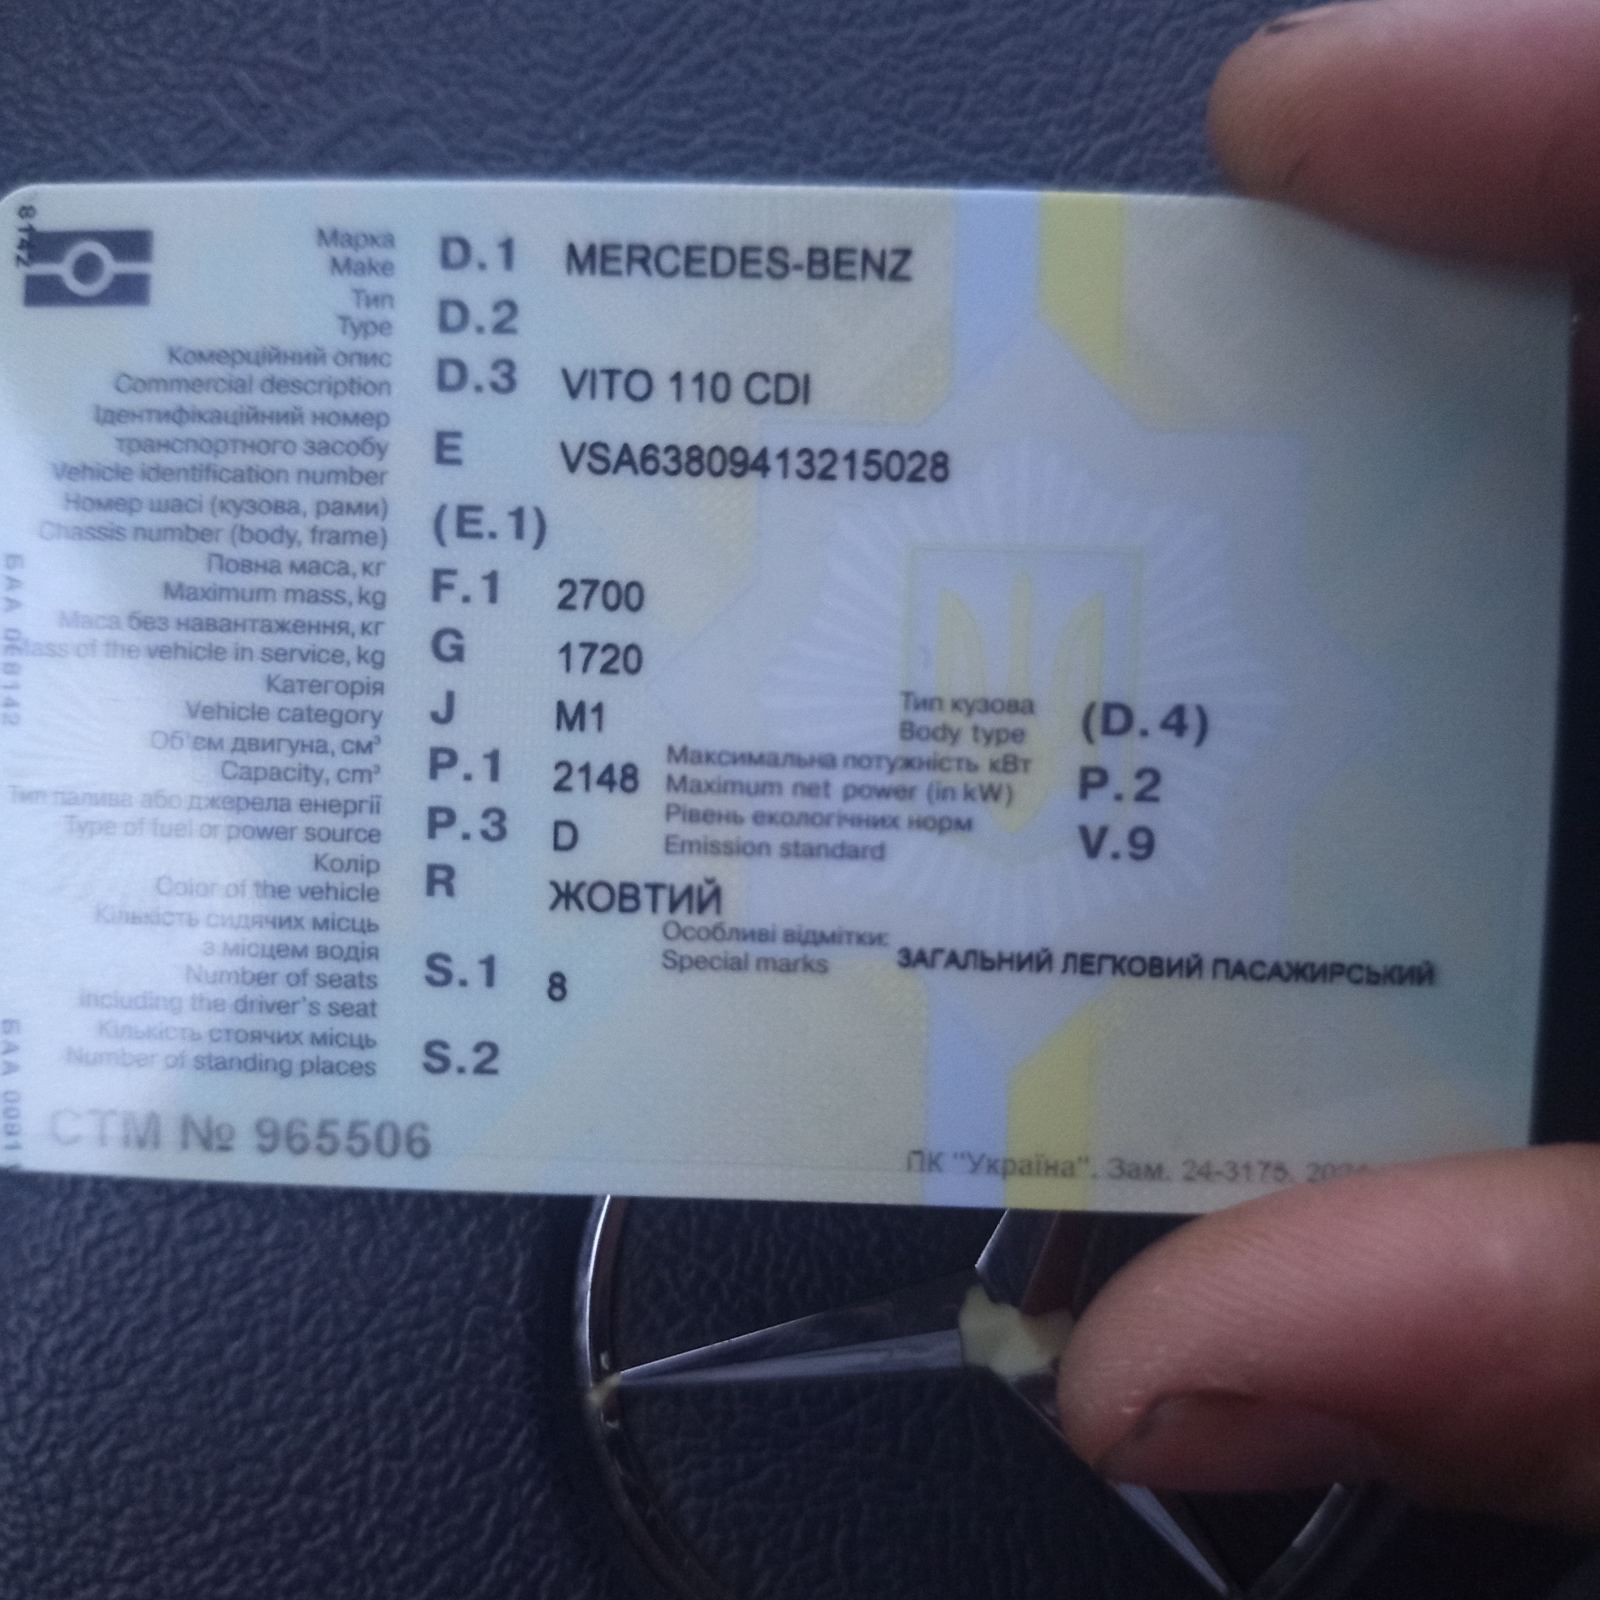 8142
Марка
Make
D.1 MERCEDES-BENZ
Тип
Type
D.2
Комерційний опис
Commercial description
D.3 VITO 110 CDI
Ідентифікаційний номер
транспортного засобу
Vehicle identification number
E VSA63809413215028
Номер шасі (кузова, рами)
Chassis number (body, frame)
(E.1)
Повна маса, кг
Maximum mass, kg
F.1 2700
Маса без навантаження, кг
Mass of the vehicle in service, kg
G 1720
Категорія
Vehicle category
J M1
Тип кузова
Body type
(D.4)
Об'єм двигуна, см³
Capacity, cm³
P.1 2148
Максимальна потужність кВт
Maximum net power (in kW)
P.2
Тип палива або джерела енергії
Type of fuel or power source
P.3 D
Рівень екологічних норм
Emission standard
V.9
Колір
Color of the vehicle
R ЖОВТИЙ
Кількість сидячих місць
з місцем водія
Number of seats
including the driver's seat
S.1 8
Особливі відмітки:
Special marks
ЗАГАЛЬНИЙ ЛЕГКОВИЙ ПАСАЖИРСЬКИЙ
Кількість стоячих місць
Number of standing places
S.2
СТМ № 965506
ПК "Україна". Зам. 24-3175.
БАА 068142
БАА